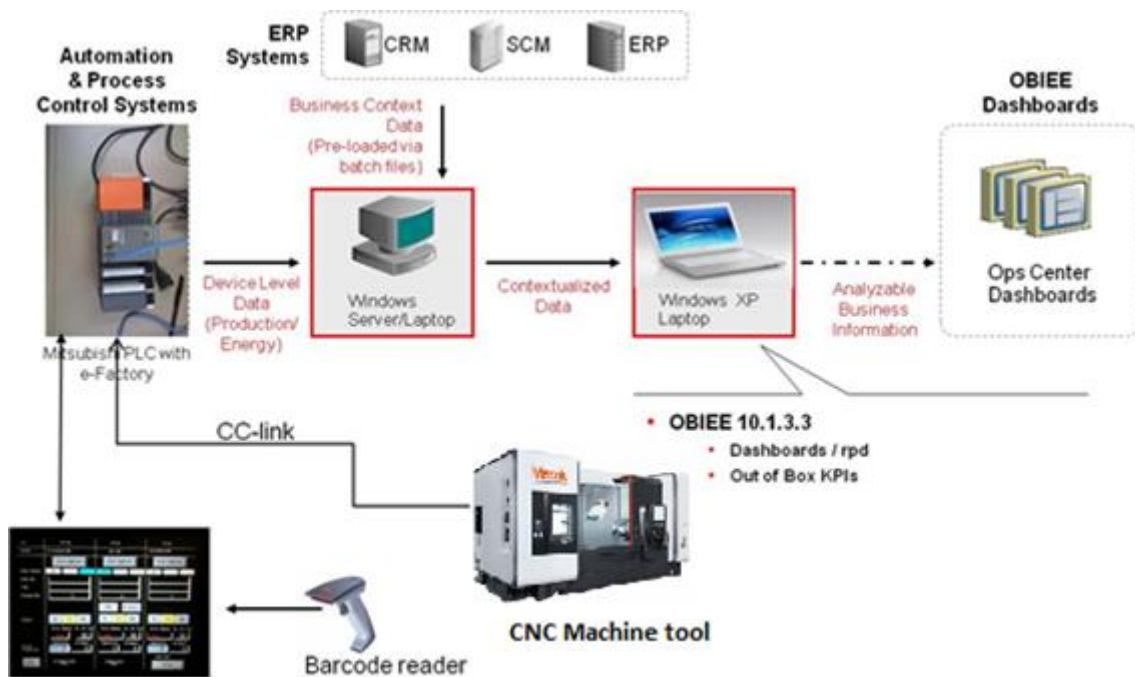 ERP
Systems
CRM
SCM
ERP
Automation
& Process
Control Systems
OBIEE
Dashboards
Business Context
Data
(Pre-loaded via
batch files)
Device Level
Data
(Production/
Energy)
Windows
Server/Laptop
Contextualized
Data
Windows XP
Laptop
Analyzable
Business
Information
Ops Center
Dashboards
Mitsubishi PLC with
e-Factory
CC-link
• OBIEE 10.1.3.3
• Dashboards / rpd
• Out of Box KPIs
CNC Machine tool
Barcode reader